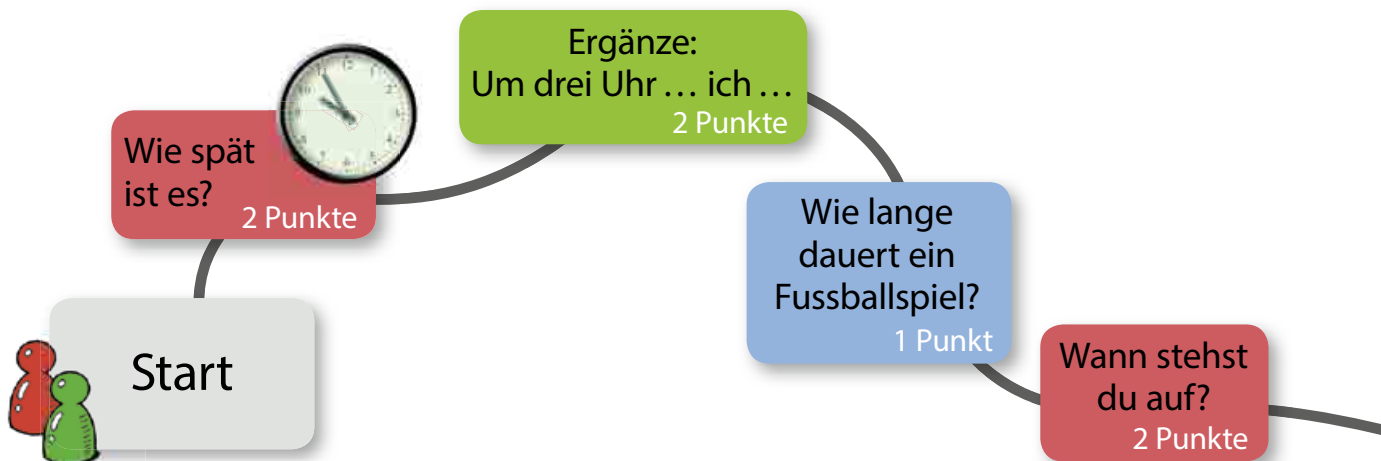 Start
Wie spät
ist es?
2 Punkte
Ergänze:
Um drei Uhr … ich …
2 Punkte
Wie lange
dauert ein
Fussballspiel?
1 Punkt
Wann stehst
du auf?
2 Punkte